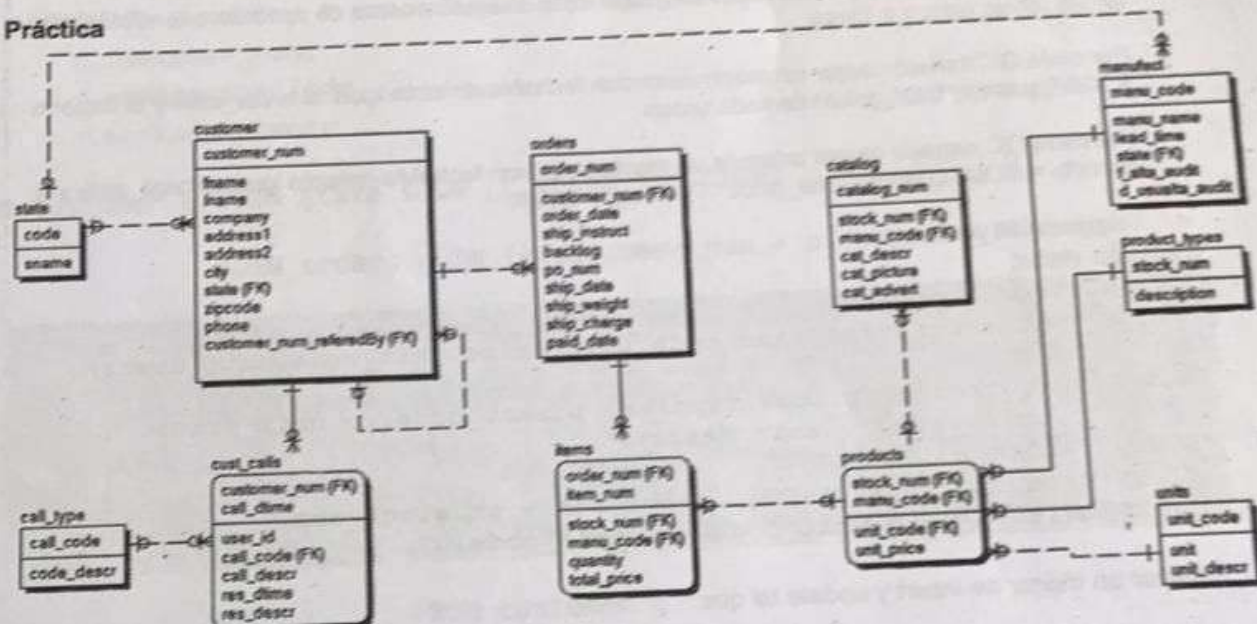 Práctica
manufact
manu_code
manu_name
lead_time
state (FK)
f_alta_audit
d_usualta_audit
customer
customer_num
fname
lname
company
address1
address2
city
state (FK)
zipcode
phone
customer_num_referedBy (FK)
orders
order_num
customer_num (FK)
order_date
ship_instruct
backlog
po_num
ship_date
ship_weight
ship_charge
paid_date
catalog
catalog_num
stock_num (FK)
manu_code (FK)
cat_descr
cat_picture
cat_advert
state
code
sname
product_types
stock_num
description
cust_calls
customer_num (FK)
call_dtime
user_id
call_code (FK)
call_descr
res_dtime
res_descr
items
order_num (FK)
item_num
stock_num (FK)
manu_code (FK)
quantity
total_price
products
stock_num (FK)
manu_code (FK)
unit_code (FK)
unit_price
units
unit_code
unit
unit_descr
call_type
call_code
code_descr